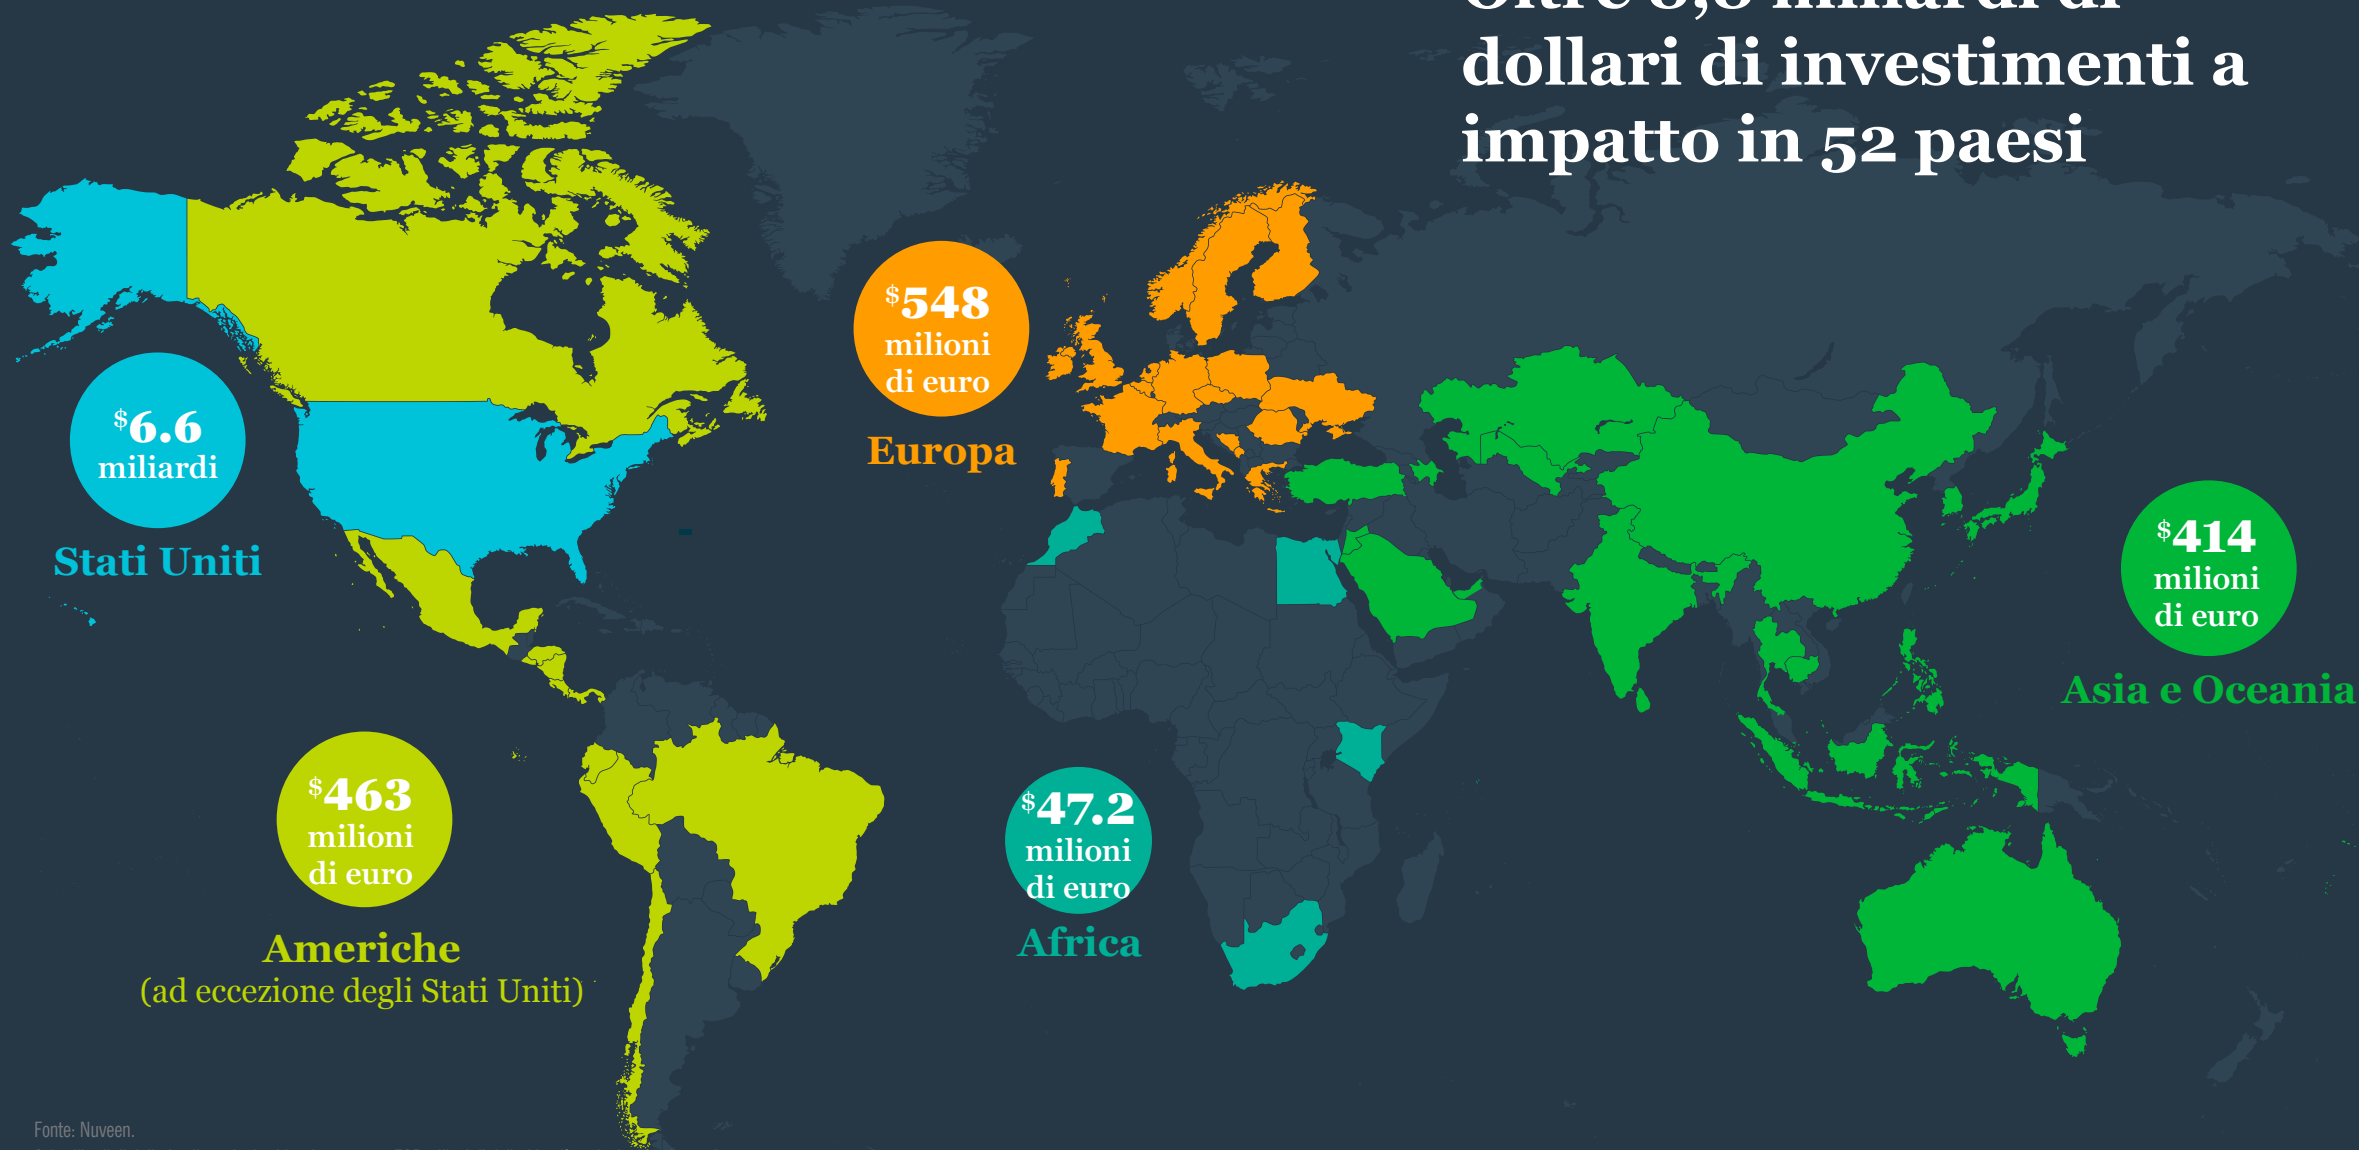 dollari di investimenti a
impatto in 52 paesi
$548
milioni
di euro
Europa
$6.6
miliardi
Stati Uniti
$414
milioni
di euro
Asia e Oceania
$463
milioni
di euro
Americhe
(ad eccezione degli Stati Uniti)
$47.2
milioni
di euro
Africa
Fonte: Nuveen.